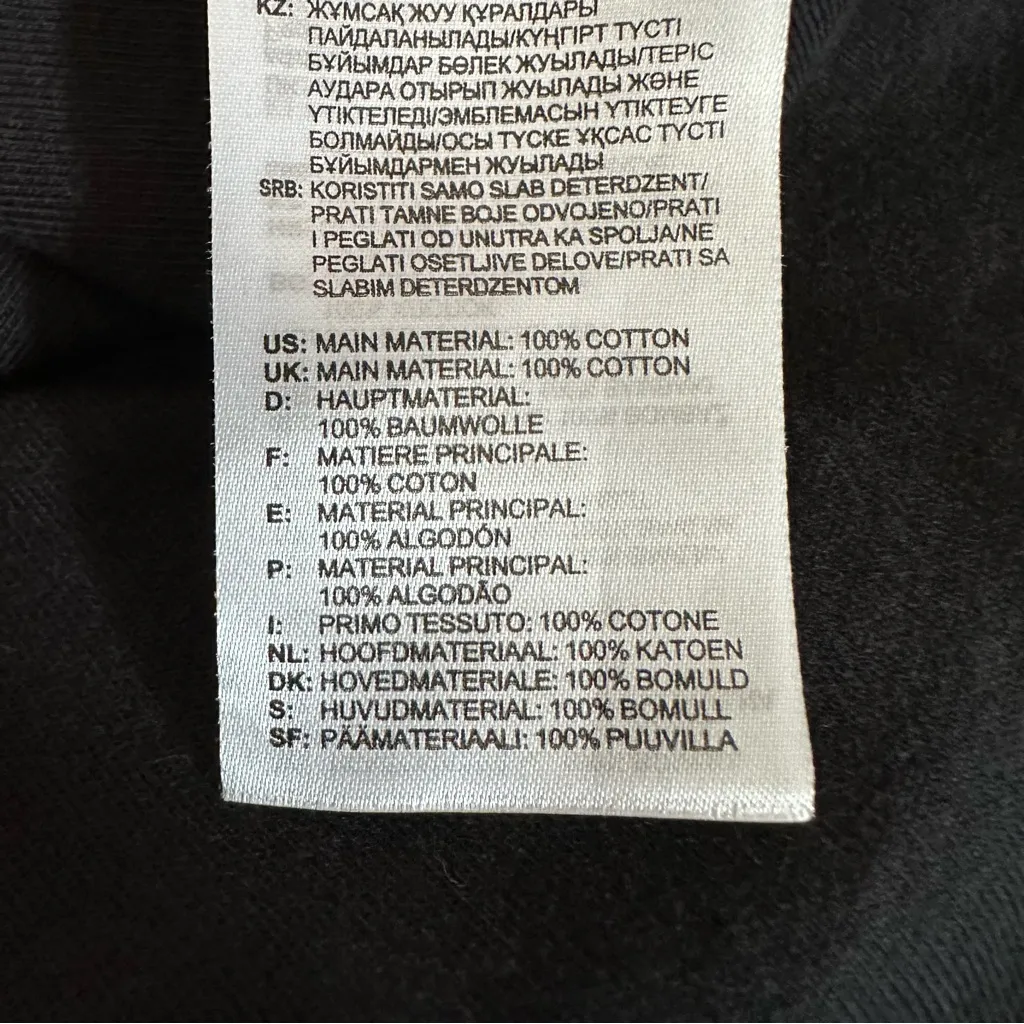 KZ: ЖҰМСАҚ ЖУУ ҚҰРАЛДАРЫ
ПАЙДАЛАНЫЛАДЫ/КҮҢГІРТ ТҮСТІ
БҰЙЫМДАР БӨЛЕК ЖУЫЛАДЫ/ТЕРІС
АУДАРА ОТЫРЫП ЖУЫЛАДЫ ЖӘНЕ
ҮТІКТЕЛЕДІ/ЭМБЛЕМАСЫН ҮТІКТЕУГЕ
БОЛМАЙДЫ/ОСЫ ТҮСКЕ ҰҚСАС ТҮСТІ
БҰЙЫМДАРМЕН ЖУЫЛАДЫ
SRB: KORISTITI SAMO SLAB DETERDZENT/
PRATI TAMNE BOJE ODVOJENO/PRATI
I PEGLATI OD UNUTRA KA SPOLJA/NE
PEGLATI OSETLJIVE DELOVE/PRATI SA
SLABIM DETERDZENTOM
US: MAIN MATERIAL: 100% COTTON
UK: MAIN MATERIAL: 100% COTTON
D: HAUPTMATERIAL:
100% BAUMWOLLE
F: MATIERE PRINCIPALE:
100% COTON
E: MATERIAL PRINCIPAL:
100% ALGODÓN
P: MATERIAL PRINCIPAL:
100% ALGODÃO
I: PRIMO TESSUTO: 100% COTONE
NL: HOOFDMATERIAAL: 100% KATOEN
DK: HOVEDMATERIALE: 100% BOMULD
S: HUVUDMATERIAL: 100% BOMULL
SF: PÄÄMATERIAALI: 100% PUUVILLA